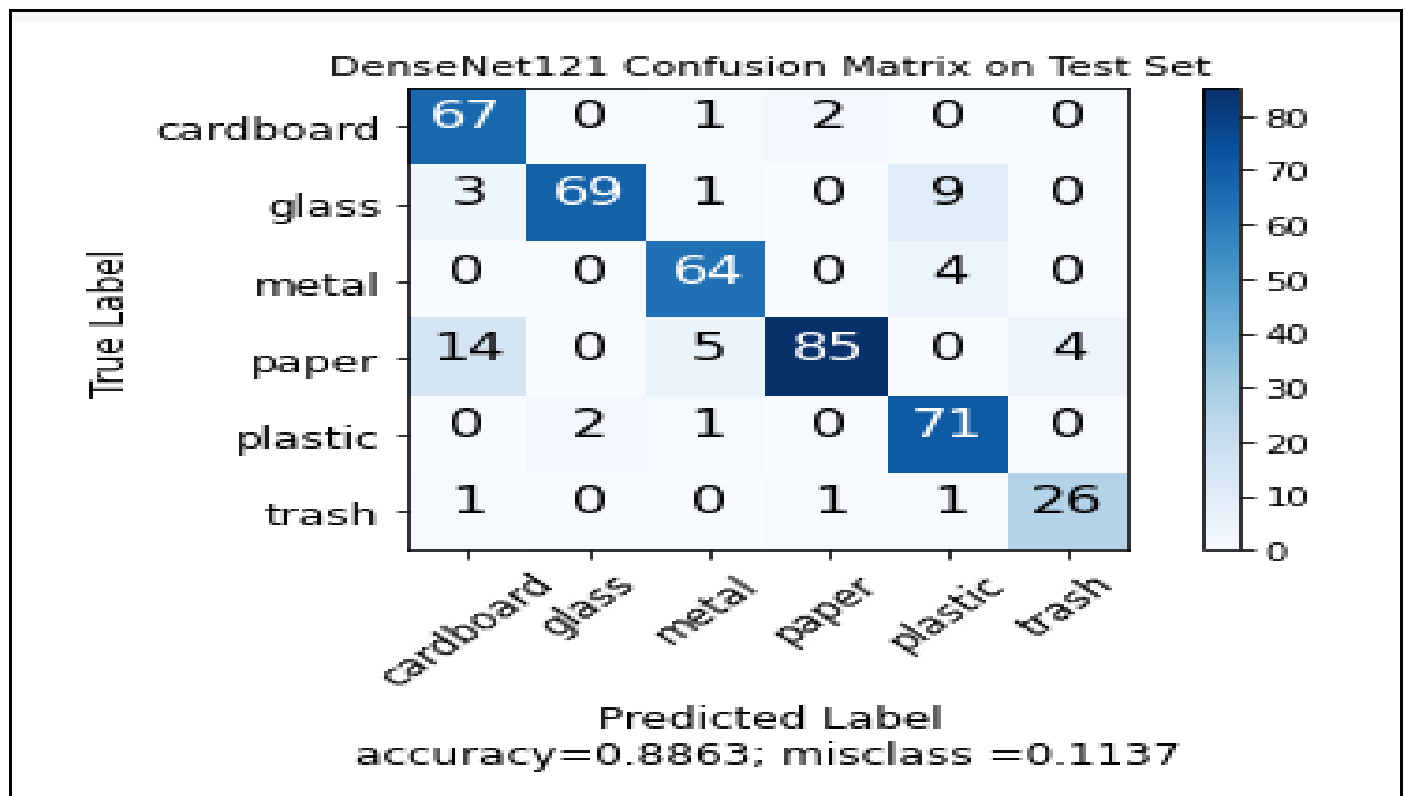 DenseNet121 Confusion Matrix on Test Set
cardboard 67 0 1 2 0 0
glass 3 69 1 0 9 0
metal 0 0 64 0 4 0
paper 14 0 5 85 0 4
plastic 0 2 1 0 71 0
trash 1 0 0 1 1 26
True Label
cardboard glass metal paper plastic trash
Predicted Label
accuracy=0.8863; misclass =0.1137
80
70
60
50
40
30
20
10
0